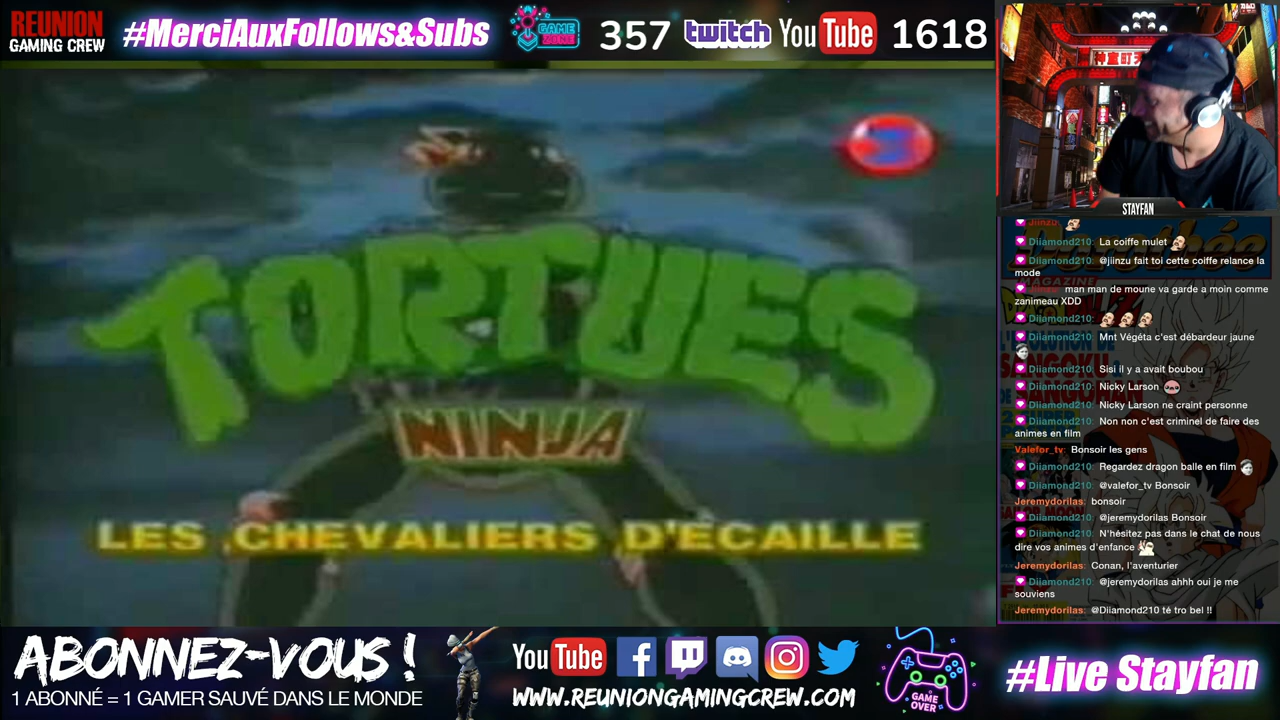 REUNION
GAMING CREW
#MerciAuxFollows&Subs
GAME
ZONE
357
twitch
YouTube
1618
3
TORTUES
NINJA
LES CHEVALIERS D'ECAILLE
STAYFAN
Jiinzu:
Diiamond210: La coiffe mulet
Diiamond210: @jiinzu fait toi cette coiffe relance la
mode
Jiinzu: man man de moune va garde a moin comme
zanimeau XDD
Diiamond210:
Diiamond210: Mnt Végéta c'est débardeur jaune
Diiamond210: Sisi il y a avait boubou
Diiamond210: Nicky Larson
Diiamond210: Nicky Larson ne craint personne
Diiamond210: Non non c'est criminel de faire des
animes en film
Valefor_tv: Bonsoir les gens
Diiamond210: Regardez dragon balle en film
Diiamond210: @valefor_tv Bonsoir
Jeremydorilas: bonsoir
Diiamond210: @jeremydorilas Bonsoir
Diiamond210: N'hésitez pas dans le chat de nous
dire vos animes d'enfance
Jeremydorilas: Conan, l'aventurier
Diiamond210: @jeremydorilas ahhh oui je me
souviens
Jeremydorilas: @Diiamond210 té tro bel !!
ABONNEZ-VOUS !
1 ABONNÉ = 1 GAMER SAUVÉ DANS LE MONDE
YouTube
WWW.REUNIONGAMINGCREW.COM
GAME
OVER
#Live Stayfan